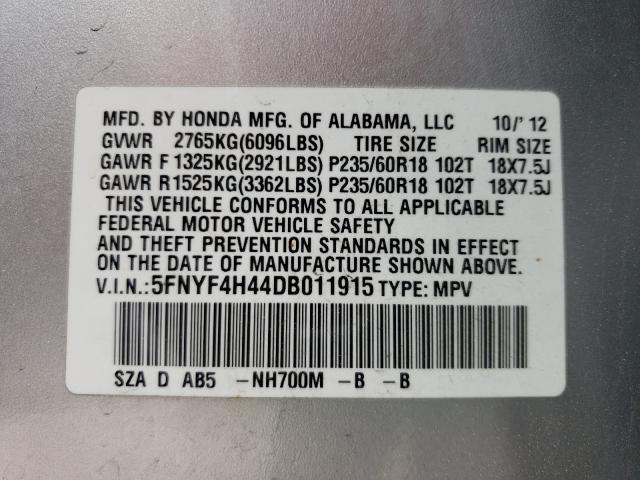 MFD. BY HONDA MFG. OF ALABAMA, LLC 10/'12
GVWR 2765KG(6096LBS) TIRE SIZE RIM SIZE
GAWR F 1325KG(2921LBS) P235/60R18 102T 18X7.5J
GAWR R1525KG(3362LBS) P235/60R18 102T 18X7.5J
THIS VEHICLE CONFORMS TO ALL APPLICABLE
FEDERAL MOTOR VEHICLE SAFETY
AND THEFT PREVENTION STANDARDS IN EFFECT
ON THE DATE OF MANUFACTURE SHOWN ABOVE.
V.I.N.:5FNYF4H44DB011915 TYPE: MPV
SZA D AB5 -NH700M -B -B